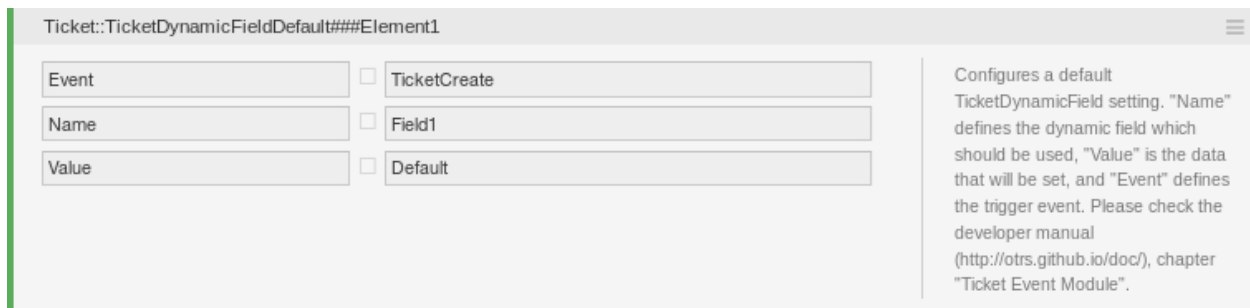 Ticket::TicketDynamicFieldDefault###Element1
Event TicketCreate
Name Field1
Value Default
Configures a default
TicketDynamicField setting. "Name"
defines the dynamic field which
should be used, "Value" is the data
that will be set, and "Event" defines
the trigger event. Please check the
developer manual
(http://otrs.github.io/doc/), chapter
"Ticket Event Module".